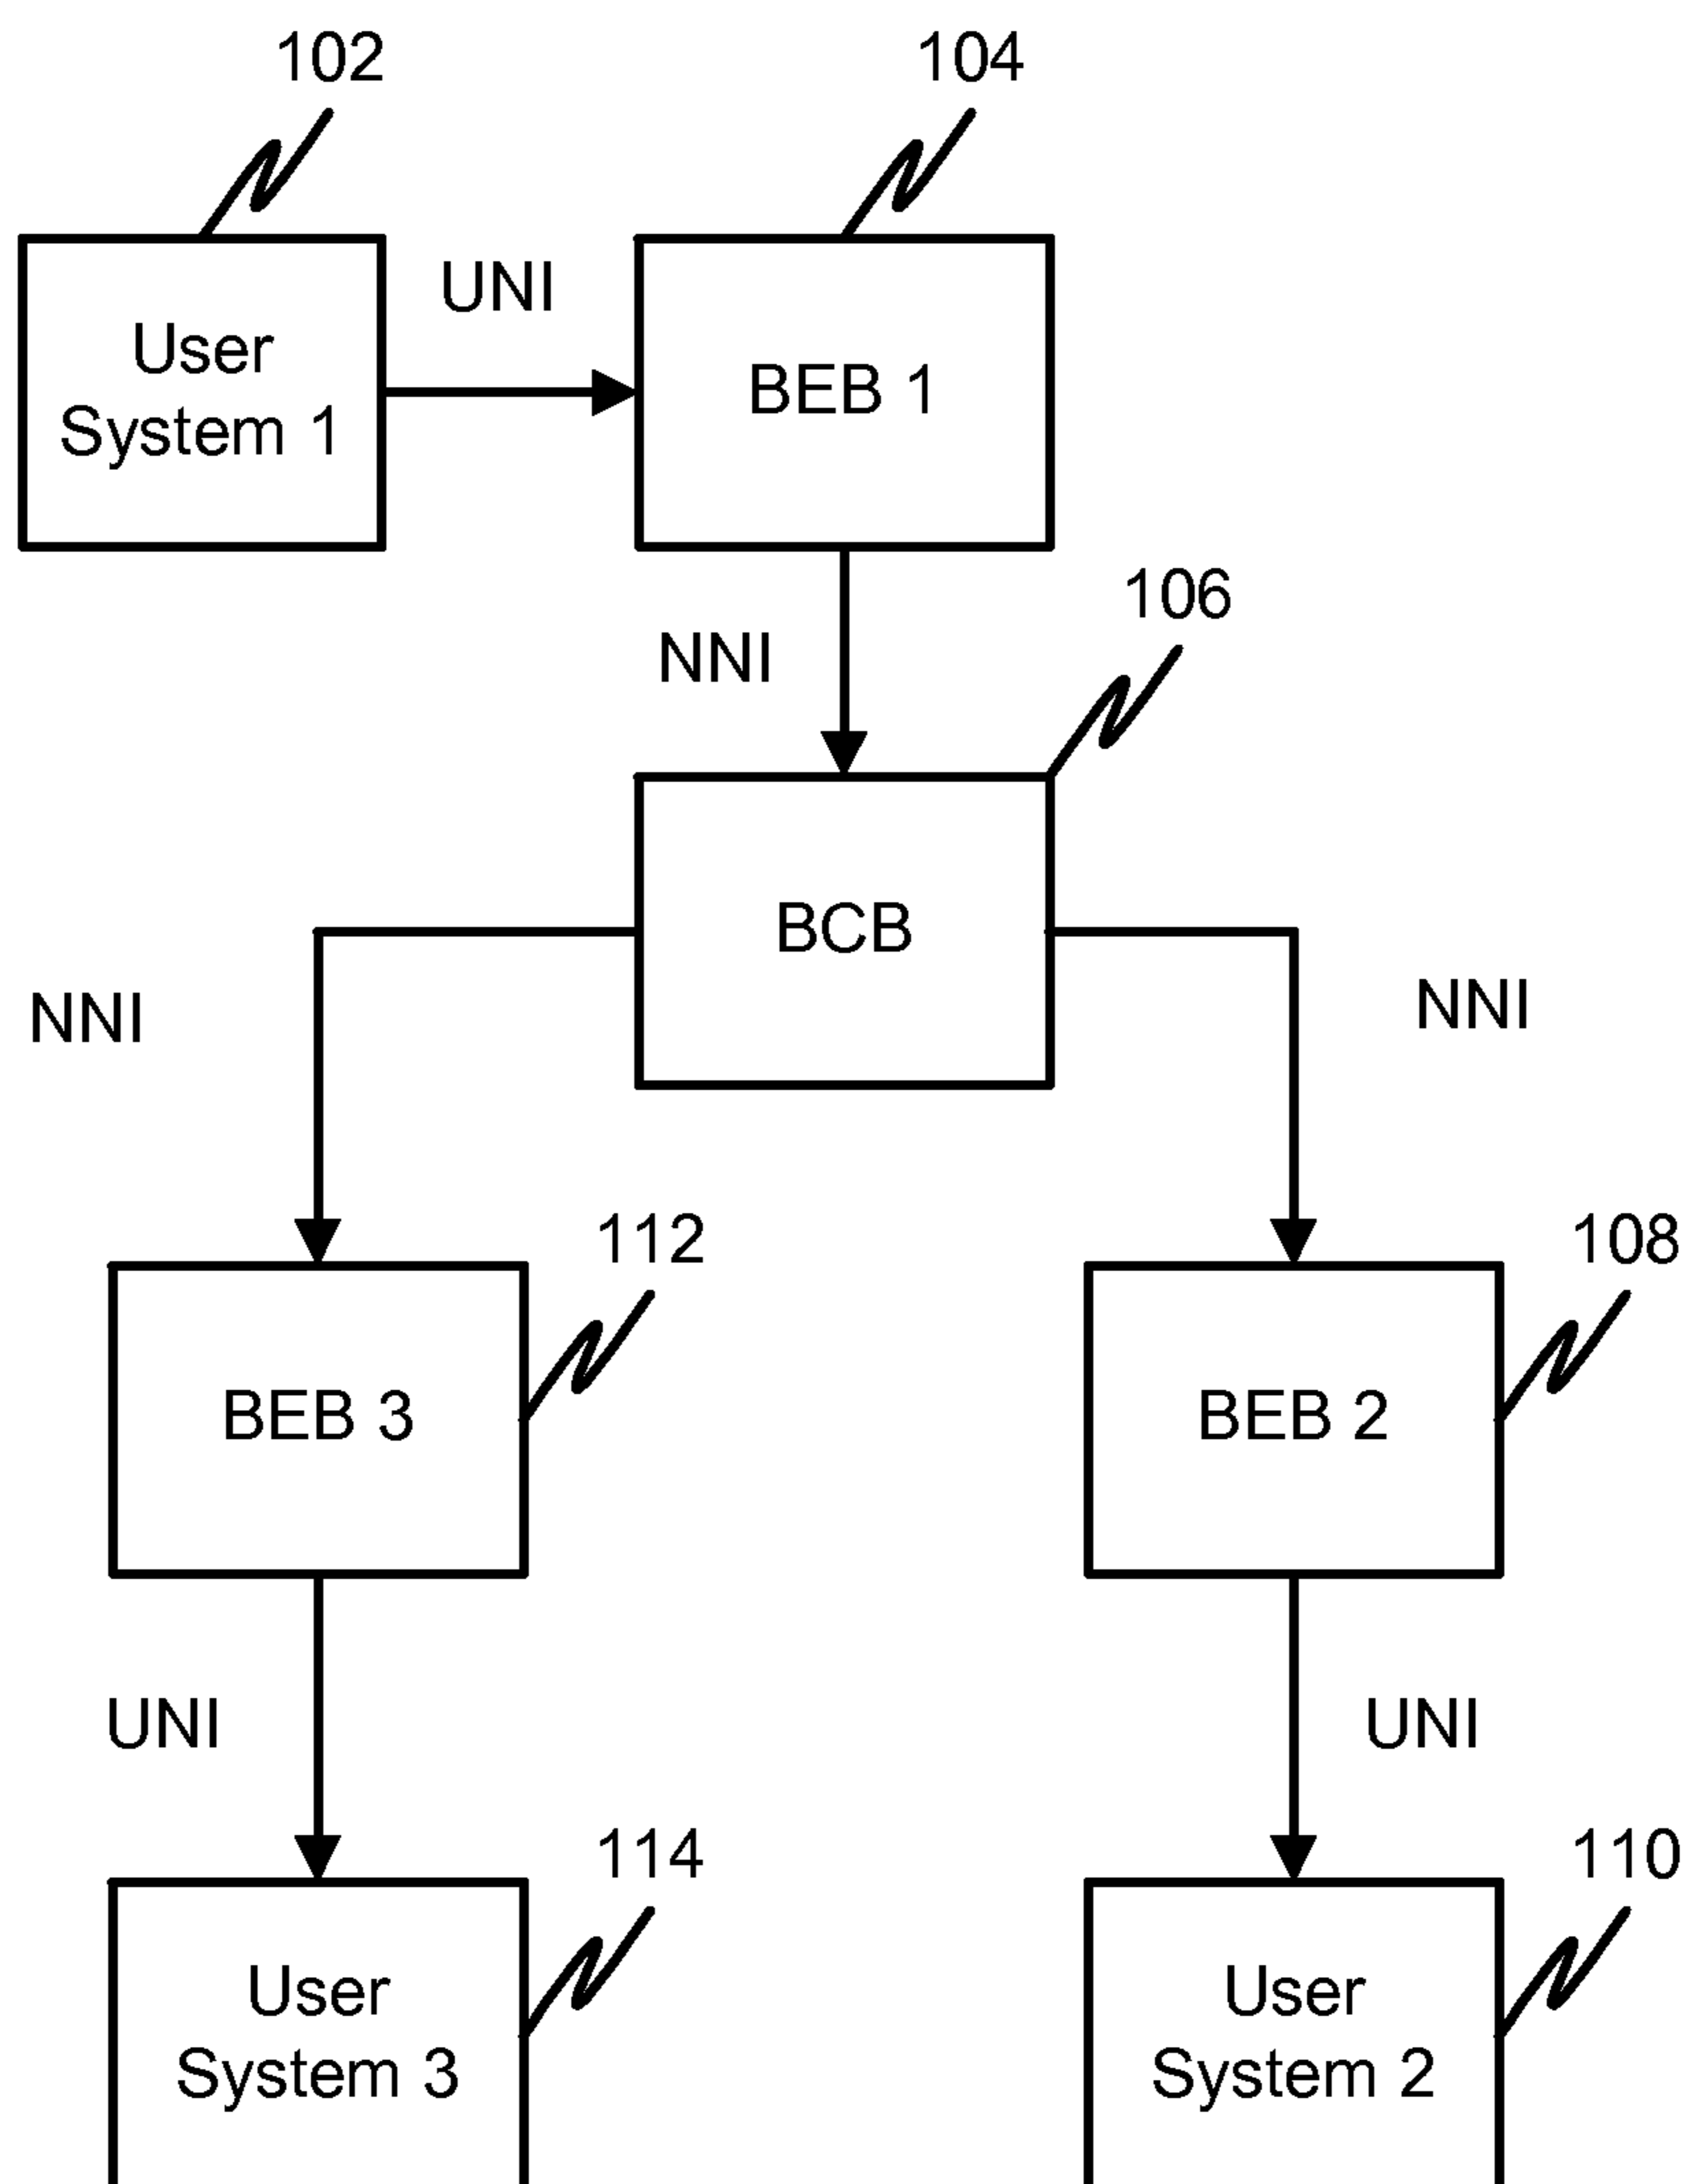 102
104
User
System 1
UNI
BEB 1
NNI
106
BCB
NNI
NNI
112
108
BEB 3
BEB 2
UNI
UNI
114
110
User
System 3
User
System 2